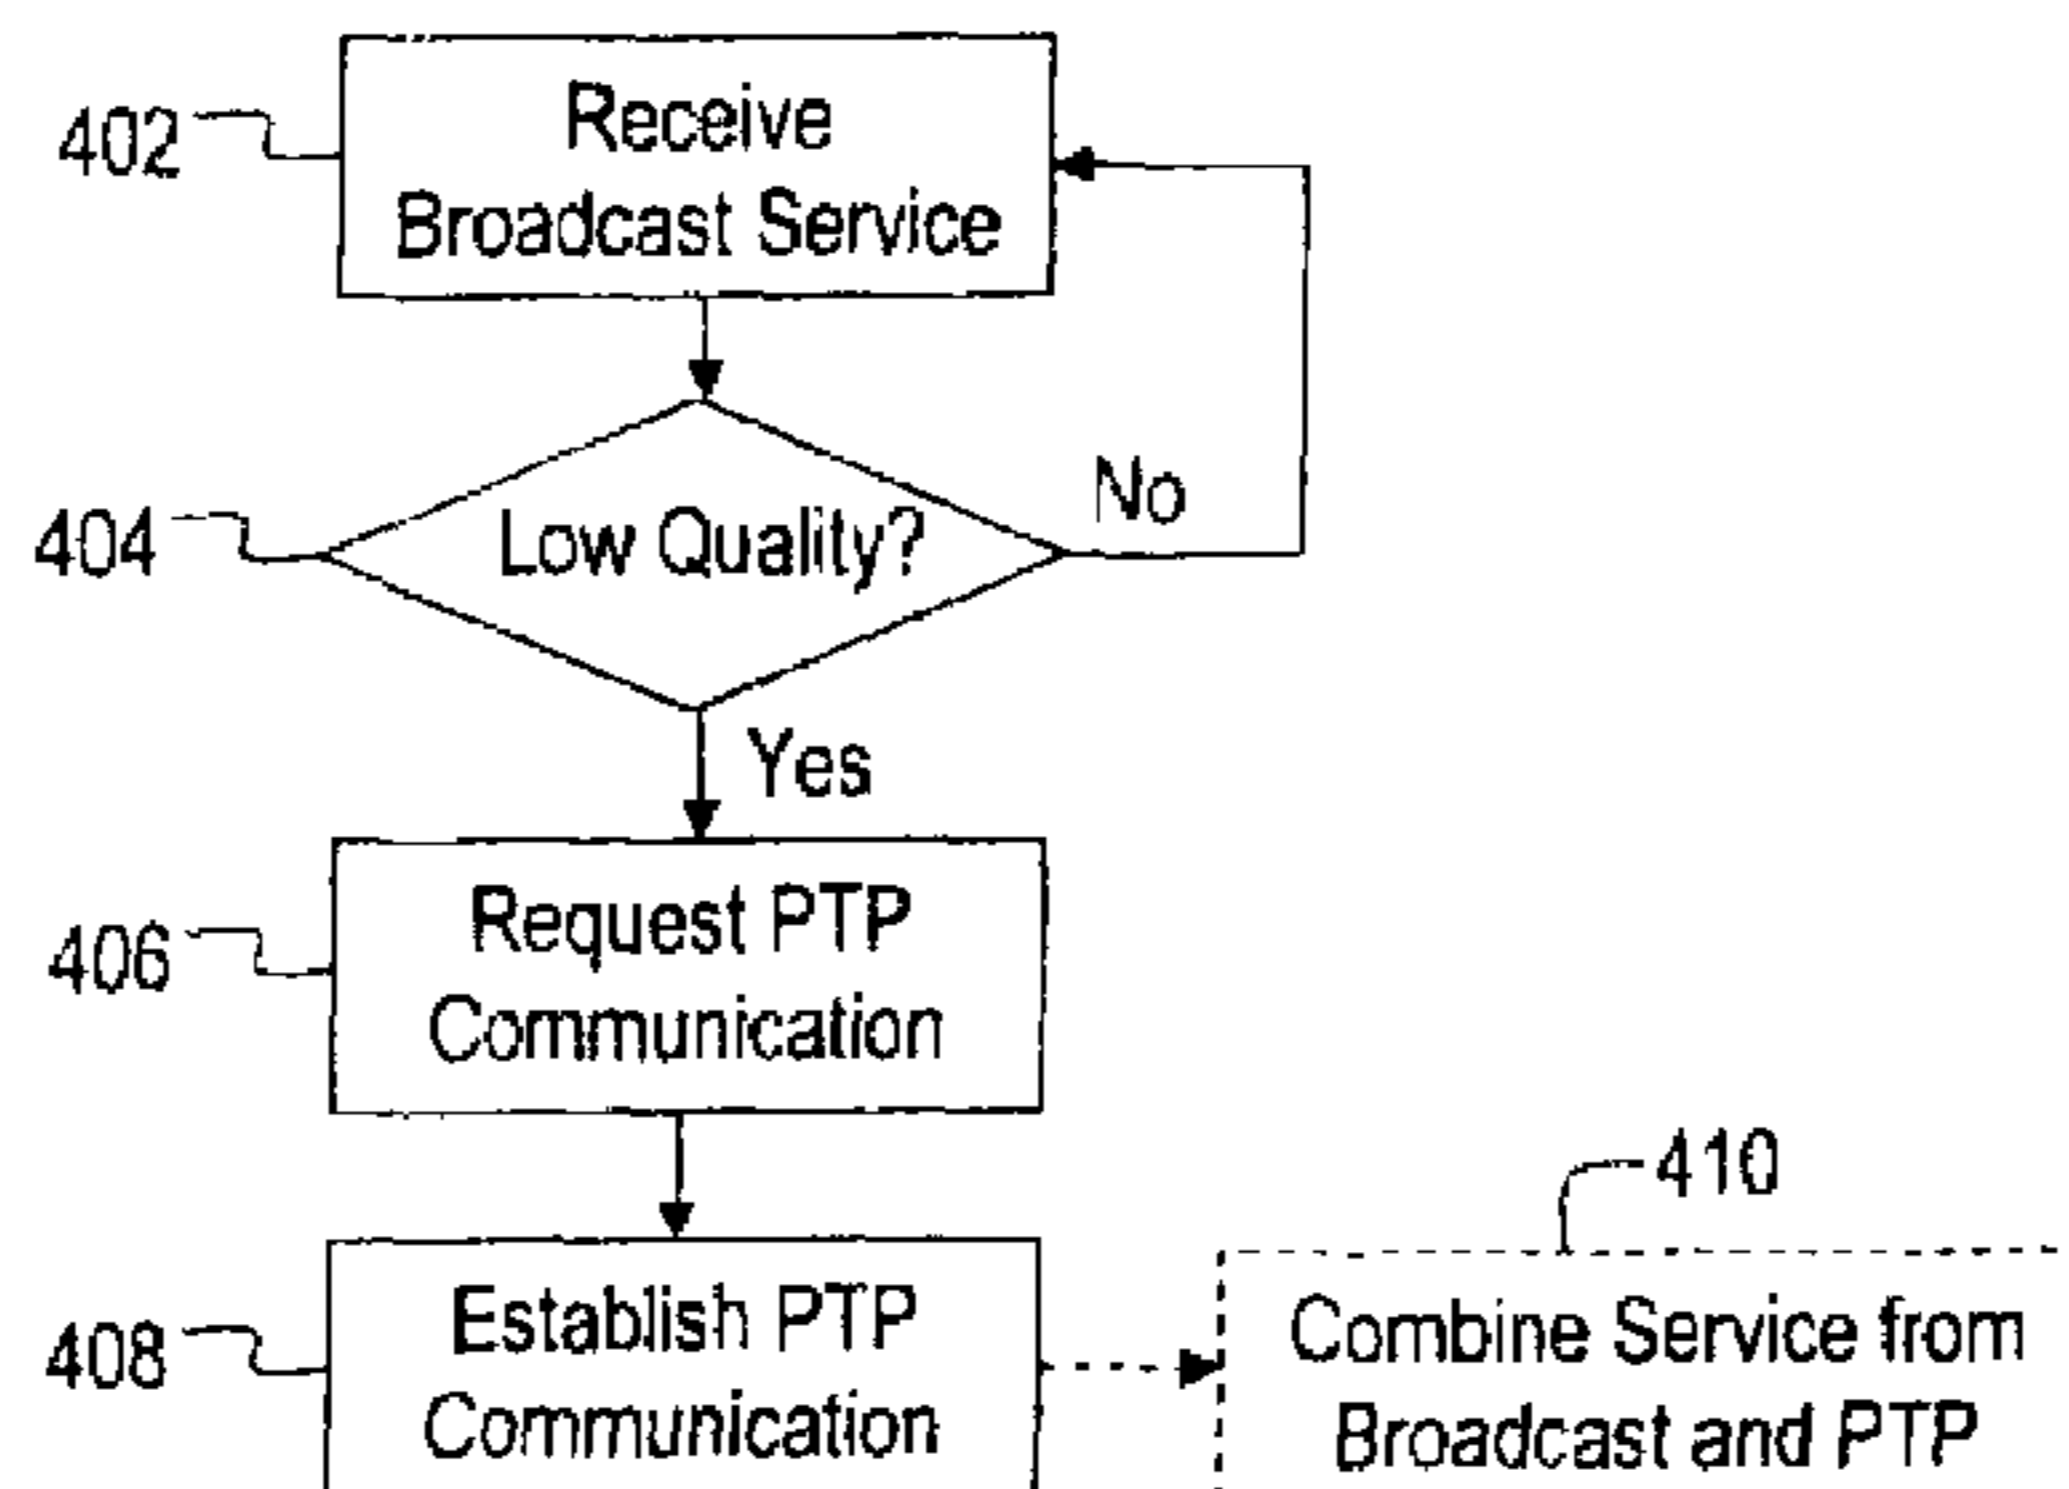 402
Receive
Broadcast Service
404
Low Quality?
No
Yes
406
Request PTP
Communication
408
Establish PTP
Communication
410
Combine Service from
Broadcast and PTP